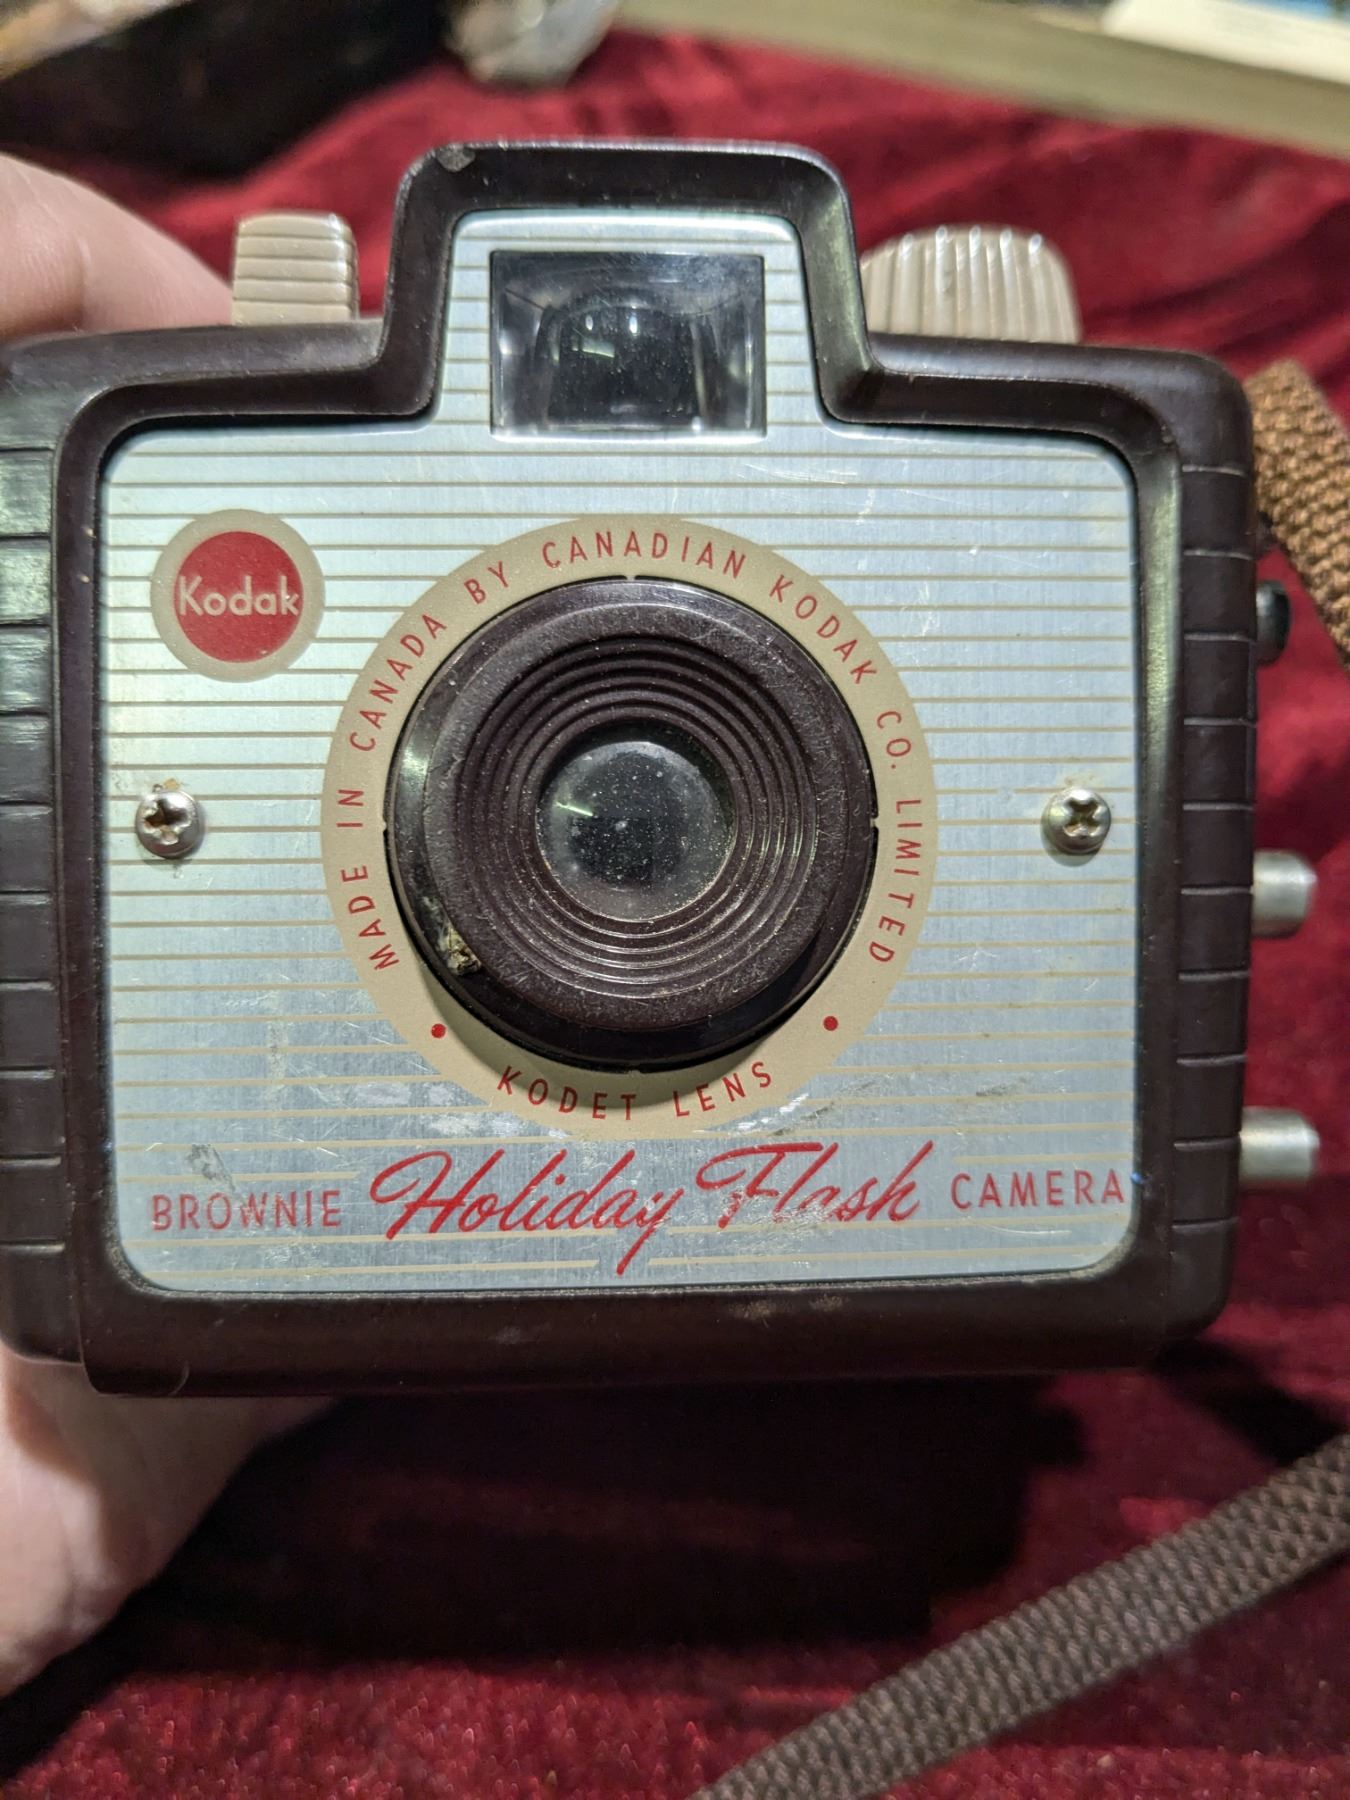 Kodak
MADE IN CANADA BY CANADIAN KODAK CO. LIMITED
• KODET LENS •
BROWNIE Holiday Flash CAMERA